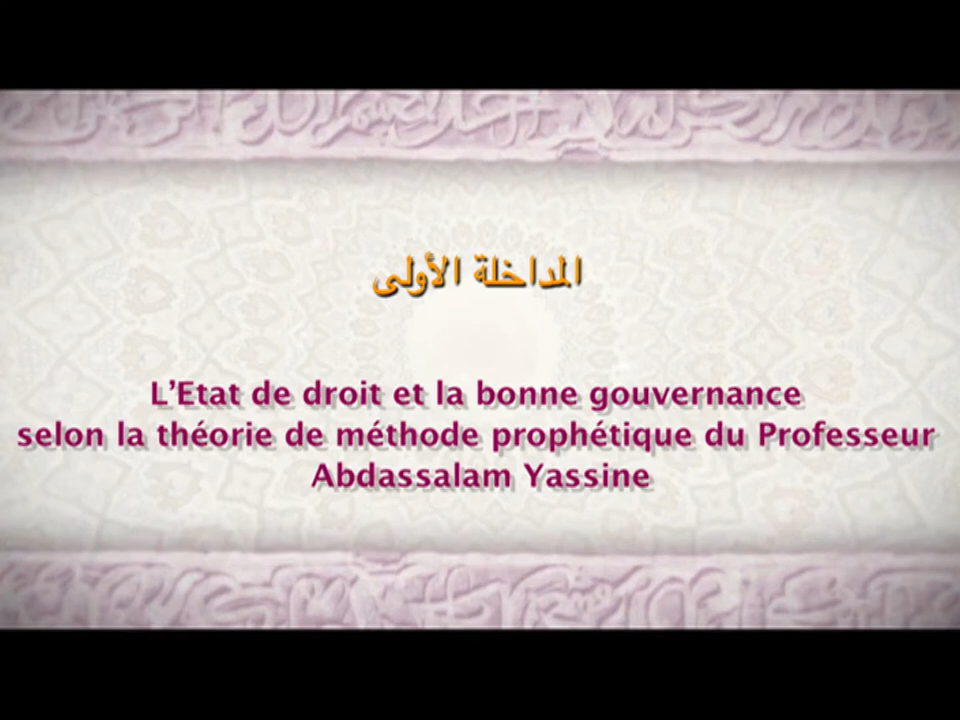 المداخلة الأولى
L'Etat de droit et la bonne gouvernance
selon la théorie de méthode prophétique du Professeur
Abdassalam Yassine